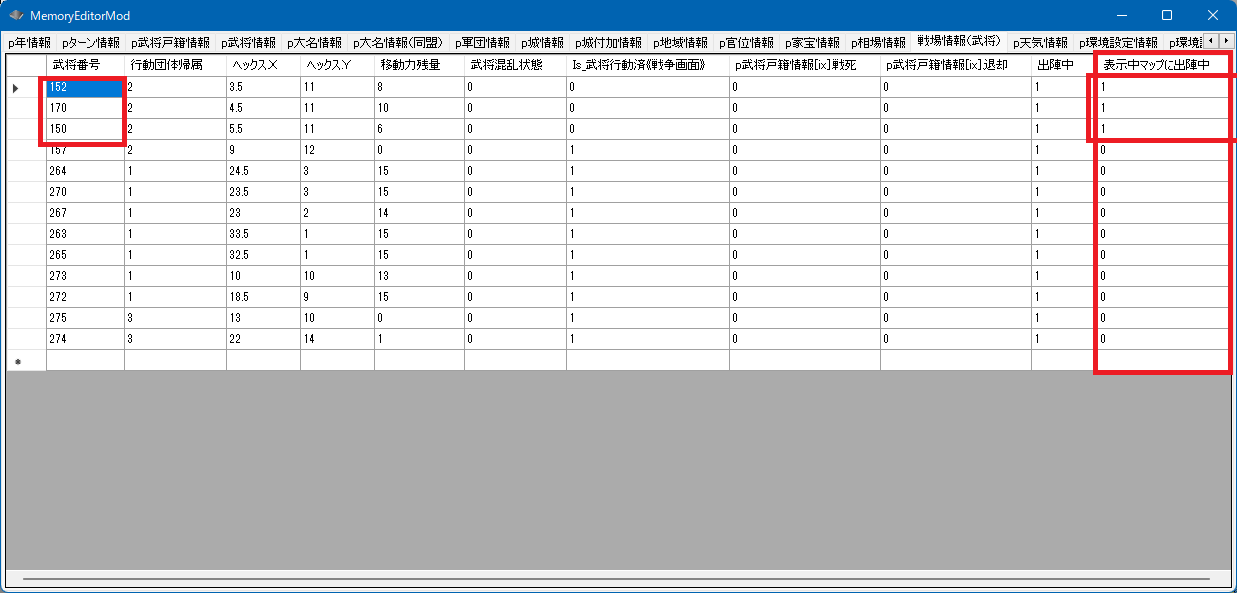 MemoryEditorMod
p年情報 pターン情報 p武将戸籍情報 p武将情報 p大名情報 p大名情報(同盟) p軍団情報 p城情報 p城付加情報 p地域情報 p官位情報 p家宝情報 p相場情報 戦場情報(武将) p天気情報 p環境設定情報 p環境
武将番号 行動団体帰属 ヘックスX ヘックスY 移動力残量 武将混乱状態 Is_武将行動済《戦争画面》 p武将戸籍情報[ix].戦死 p武将戸籍情報[ix].退却 出陣中 表示中マップに出陣中
152 2 3.5 11 8 0 0 0 0 1 1
170 2 4.5 11 10 0 0 0 0 1 1
150 2 5.5 11 6 0 0 0 0 1 1
157 2 9 12 0 0 1 0 0 1 0
264 1 24.5 3 15 0 1 0 0 1 0
270 1 23.5 3 15 0 1 0 0 1 0
267 1 23 2 14 0 1 0 0 1 0
263 1 33.5 1 15 0 1 0 0 1 0
265 1 32.5 1 15 0 1 0 0 1 0
273 1 10 10 13 0 1 0 0 1 0
272 1 18.5 9 15 0 1 0 0 1 0
275 3 13 10 0 0 1 0 0 1 0
274 3 22 14 1 0 1 0 0 1 0